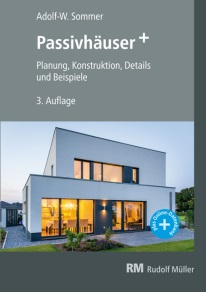 Adolf-W. Sommer
Passivhäuser +
Planung, Konstruktion, Details
und Beispiele
3. Auflage
+
RM Rudolf Müller